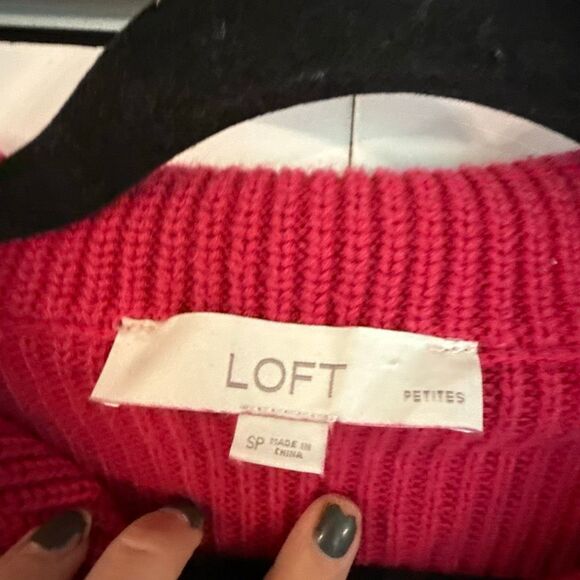 LOFT
PETITES
SP MADE IN
CHINA